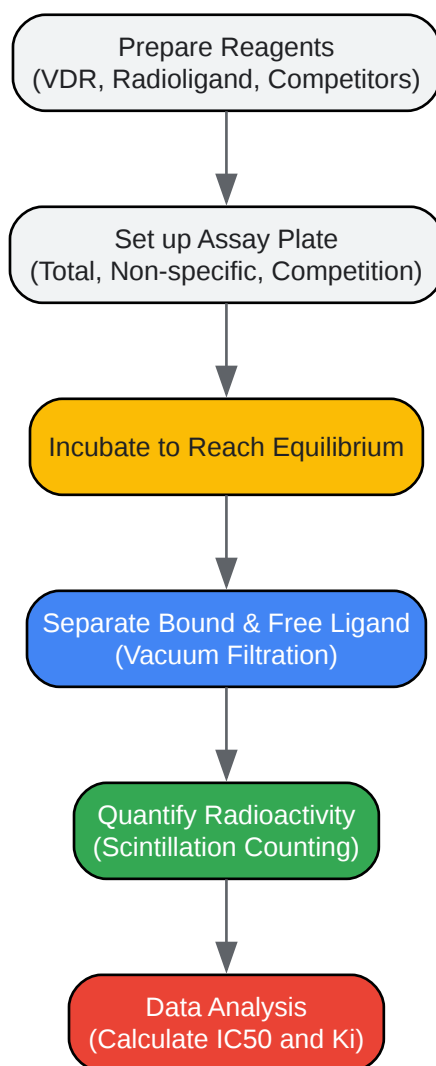 Prepare Reagents
(VDR, Radioligand, Competitors)
Set up Assay Plate
(Total, Non-specific, Competition)
Incubate to Reach Equilibrium
Separate Bound & Free Ligand
(Vacuum Filtration)
Quantify Radioactivity
(Scintillation Counting)
Data Analysis
(Calculate IC50 and Ki)